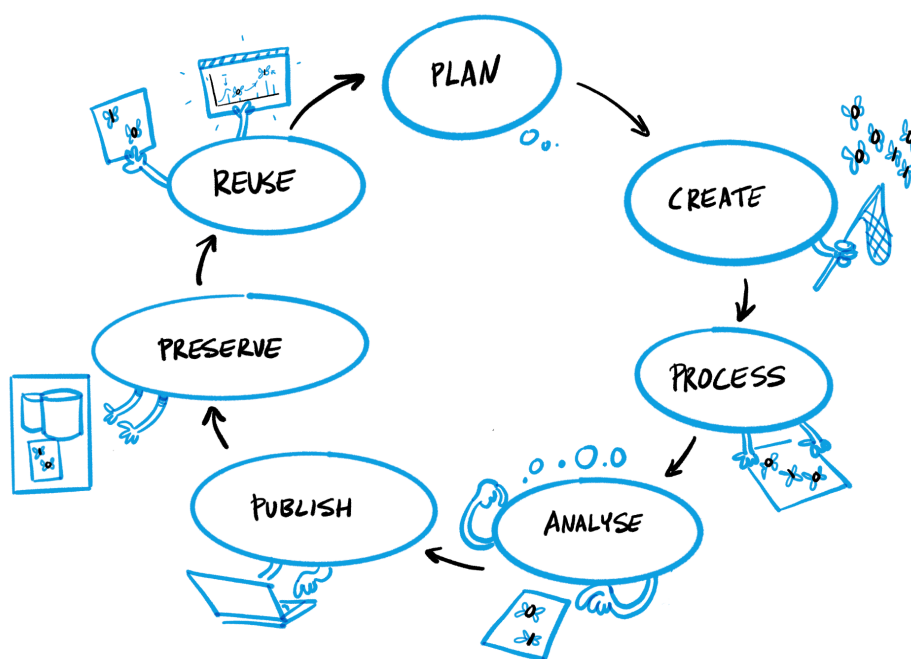 PLAN
CREATE
PROCESS
ANALYSE
PUBLISH
PRESERVE
REUSE